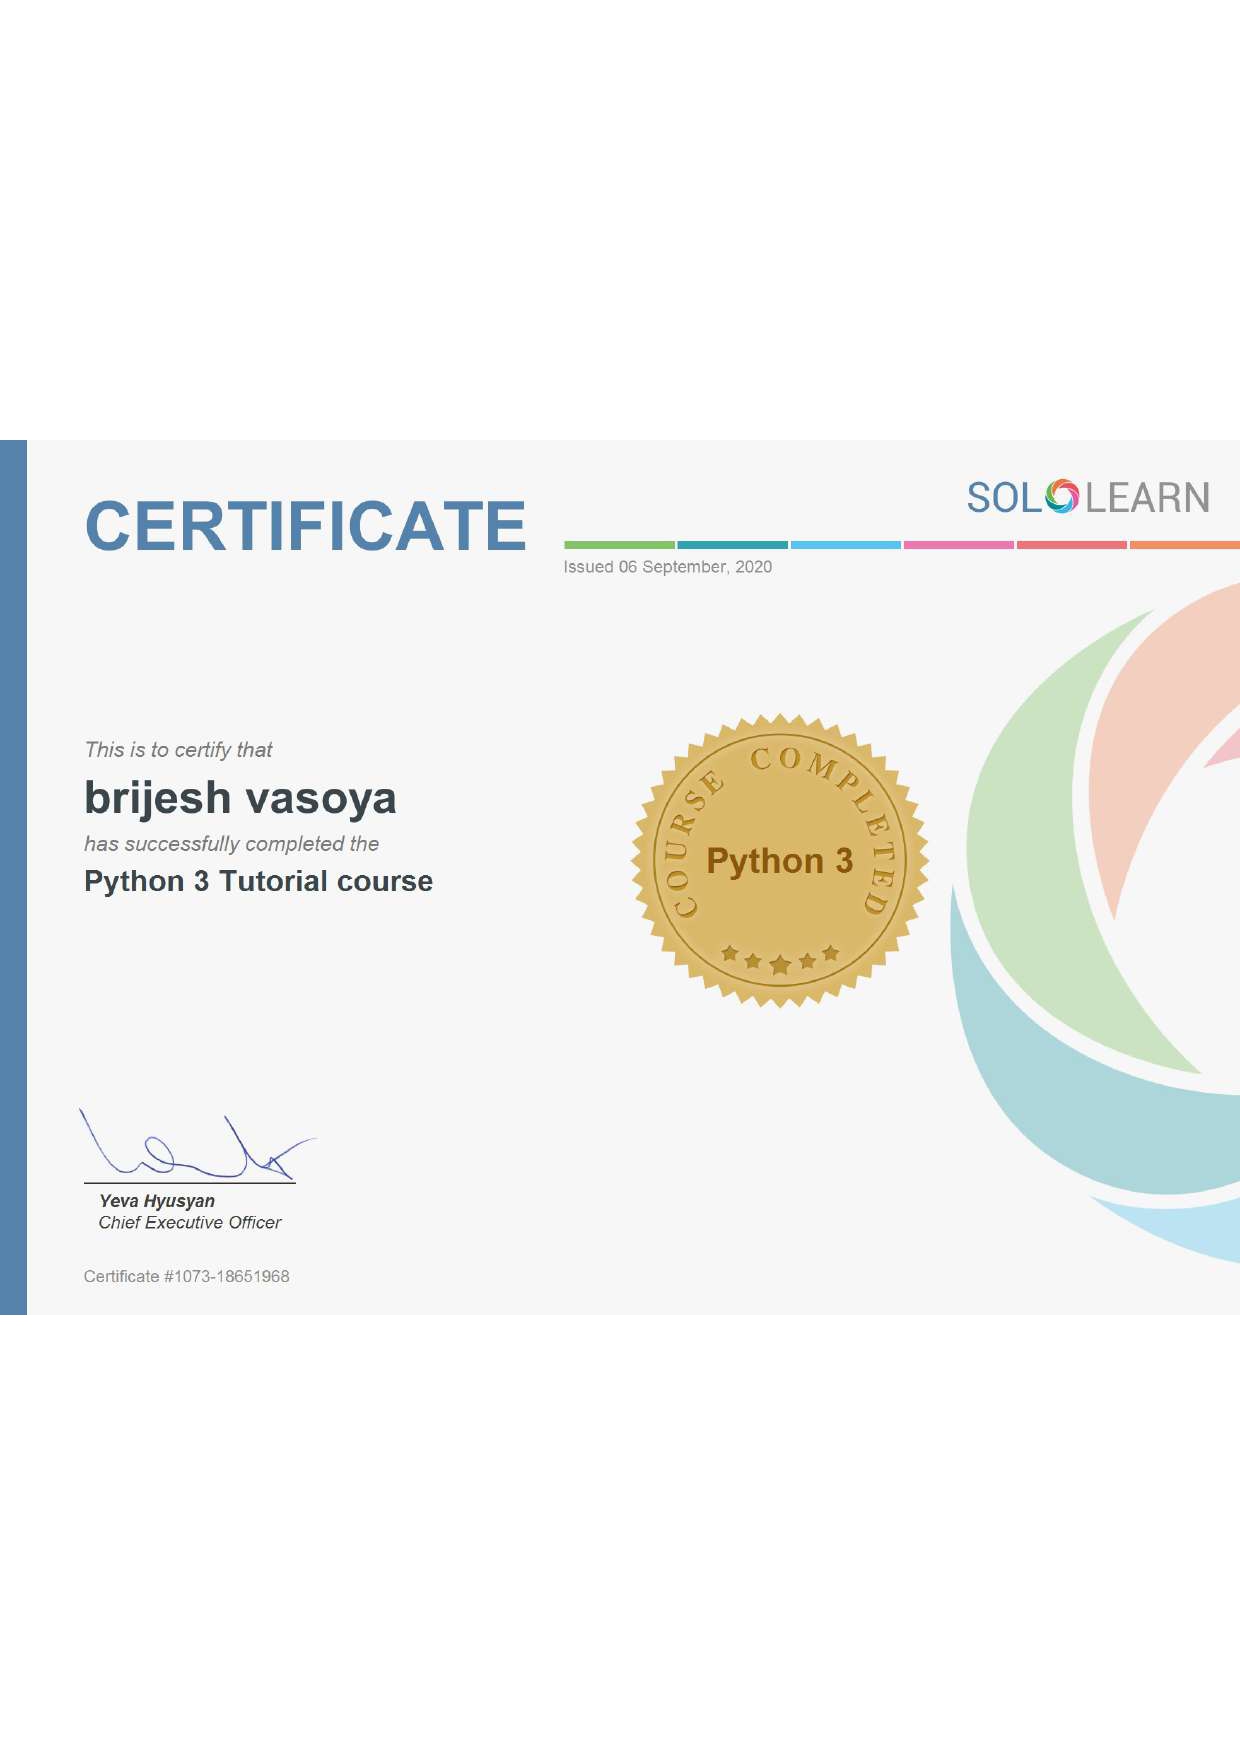 SOLOLEARN
CERTIFICATE
Issued 06 September, 2020
This is to certify that
brijesh vasoya
has successfully completed the
Python 3 Tutorial course
COURSE COMPLETED
Python 3
Yeva Hyusyan
Chief Executive Officer
Certificate #1073-18651968